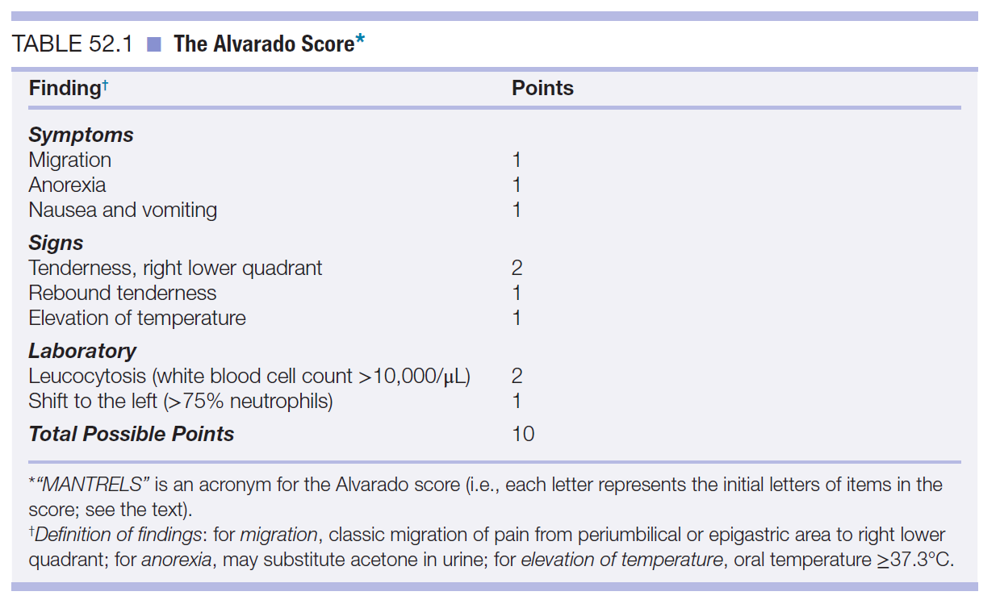 TABLE 52.1 ■ The Alvarado Score*
Finding† Points
Symptoms
Migration 1
Anorexia 1
Nausea and vomiting 1
Signs
Tenderness, right lower quadrant 2
Rebound tenderness 1
Elevation of temperature 1
Laboratory
Leucocytosis (white blood cell count >10,000/μL) 2
Shift to the left (>75% neutrophils) 1
Total Possible Points 10
*“MANTRELS” is an acronym for the Alvarado score (i.e., each letter represents the initial letters of items in the
score; see the text).
†Definition of findings: for migration, classic migration of pain from periumbilical or epigastric area to right lower
quadrant; for anorexia, may substitute acetone in urine; for elevation of temperature, oral temperature ≥37.3°C.